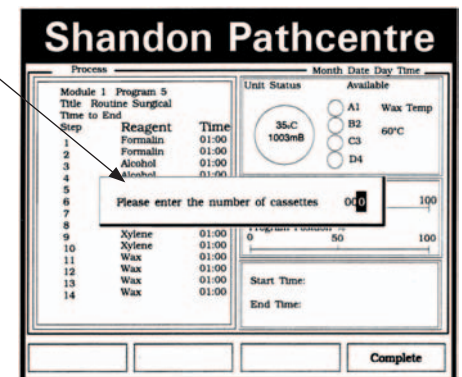 Shandon Pathcentre
Process
Month Date Day Time
Module 1 Program 5
Title Routine Surgical
Time to End
Step Reagent Time
1 Formalin 01:00
2 Formalin 01:00
3 Alcohol 01:00
4 Alcohol 01:00
5
6
7
8
9 Xylene 01:00
10 Xylene 01:00
11 Wax 01:00
12 Wax 01:00
13 Wax 01:00
14
Unit Status Available
35°C
1003mB
A1 Wax Temp
B2 60°C
C3
D4
Please enter the number of cassettes 000
100
Program Position %
0 50 100
Start Time:
End Time:
Complete